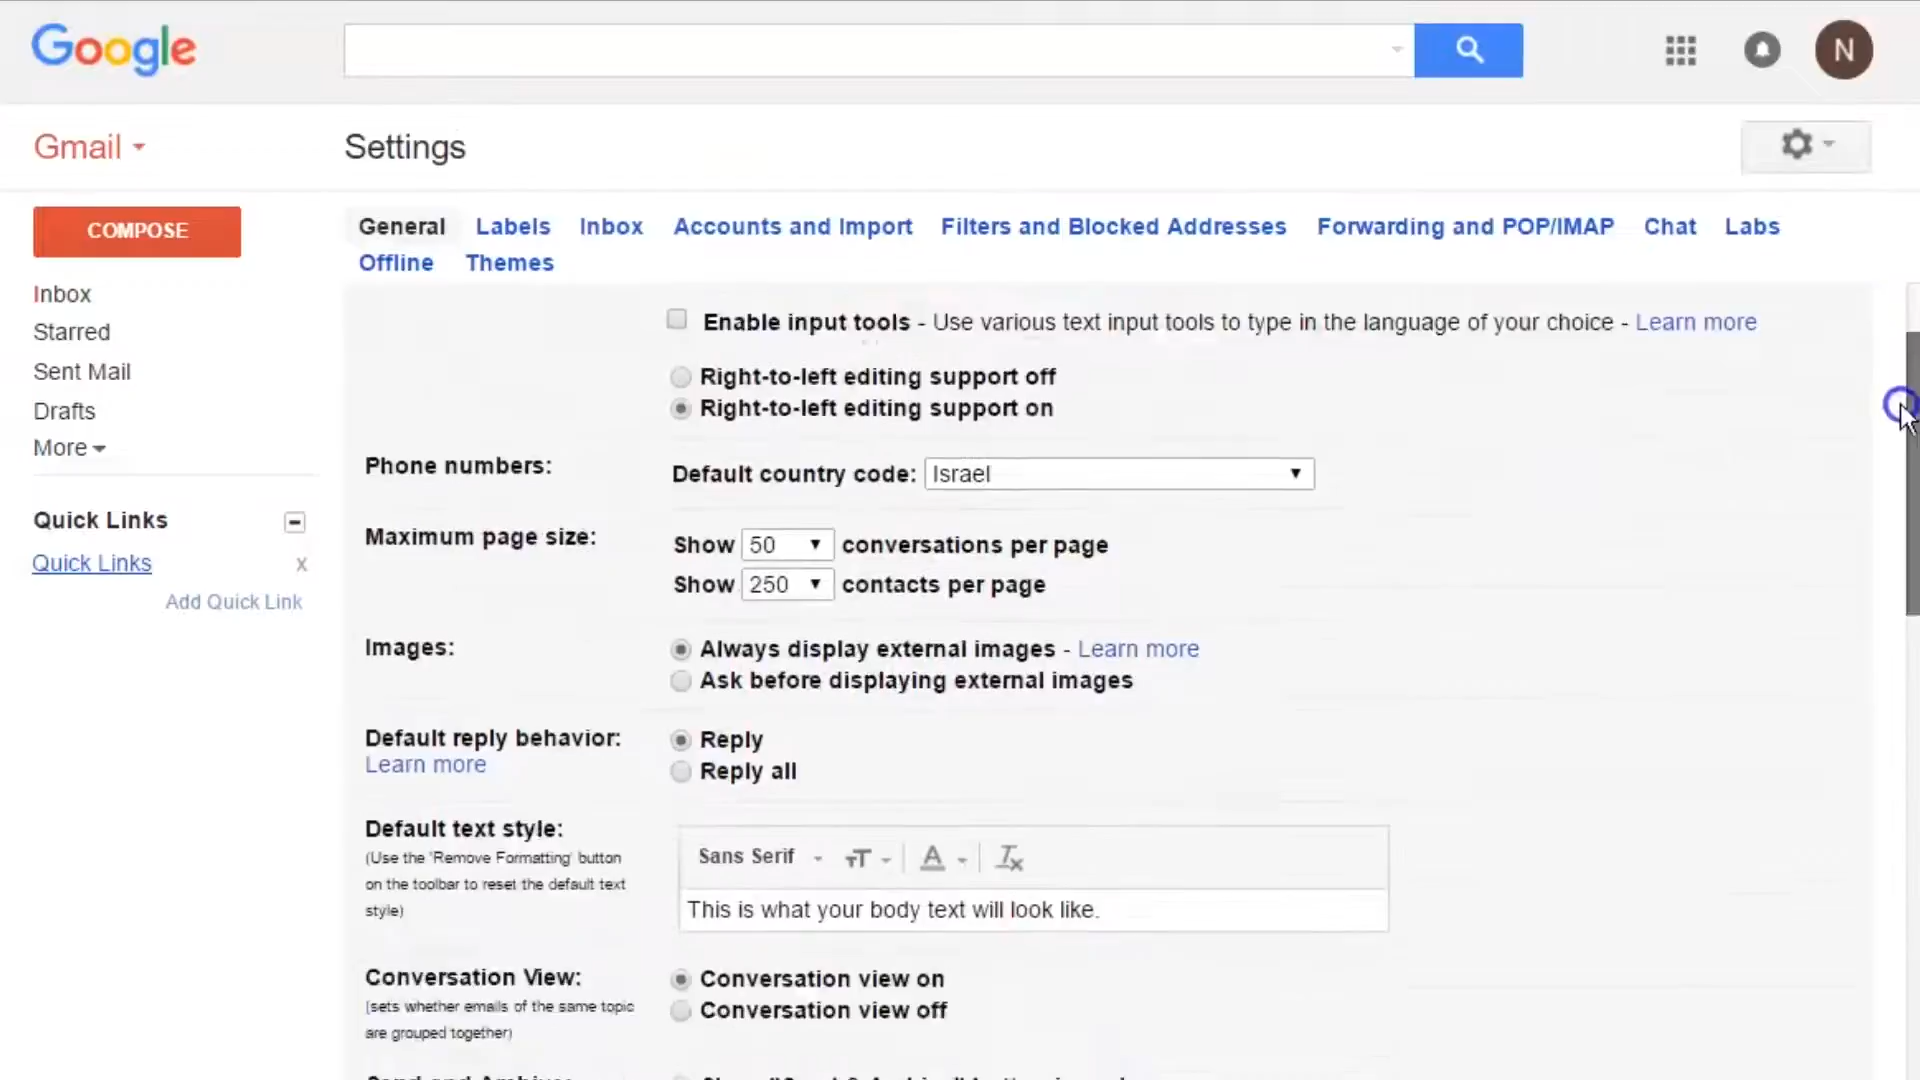 Google
N
Gmail
Settings
COMPOSE
General Labels Inbox Accounts and Import Filters and Blocked Addresses Forwarding and POP/IMAP Chat Labs
Offline Themes
Inbox
Starred
Sent Mail
Drafts
More
Quick Links
Quick Links x
Add Quick Link
Enable input tools - Use various text input tools to type in the language of your choice - Learn more
Right-to-left editing support off
Right-to-left editing support on
Phone numbers: Default country code: Israel
Maximum page size: Show 50 conversations per page
Show 250 contacts per page
Images: Always display external images - Learn more
Ask before displaying external images
Default reply behavior: Reply
Learn more Reply all
Default text style:
(Use the 'Remove Formatting' button
on the toolbar to reset the default text
style)
Sans Serif
This is what your body text will look like.
Conversation View: Conversation view on
(sets whether emails of the same topic
are grouped together)
Conversation view off